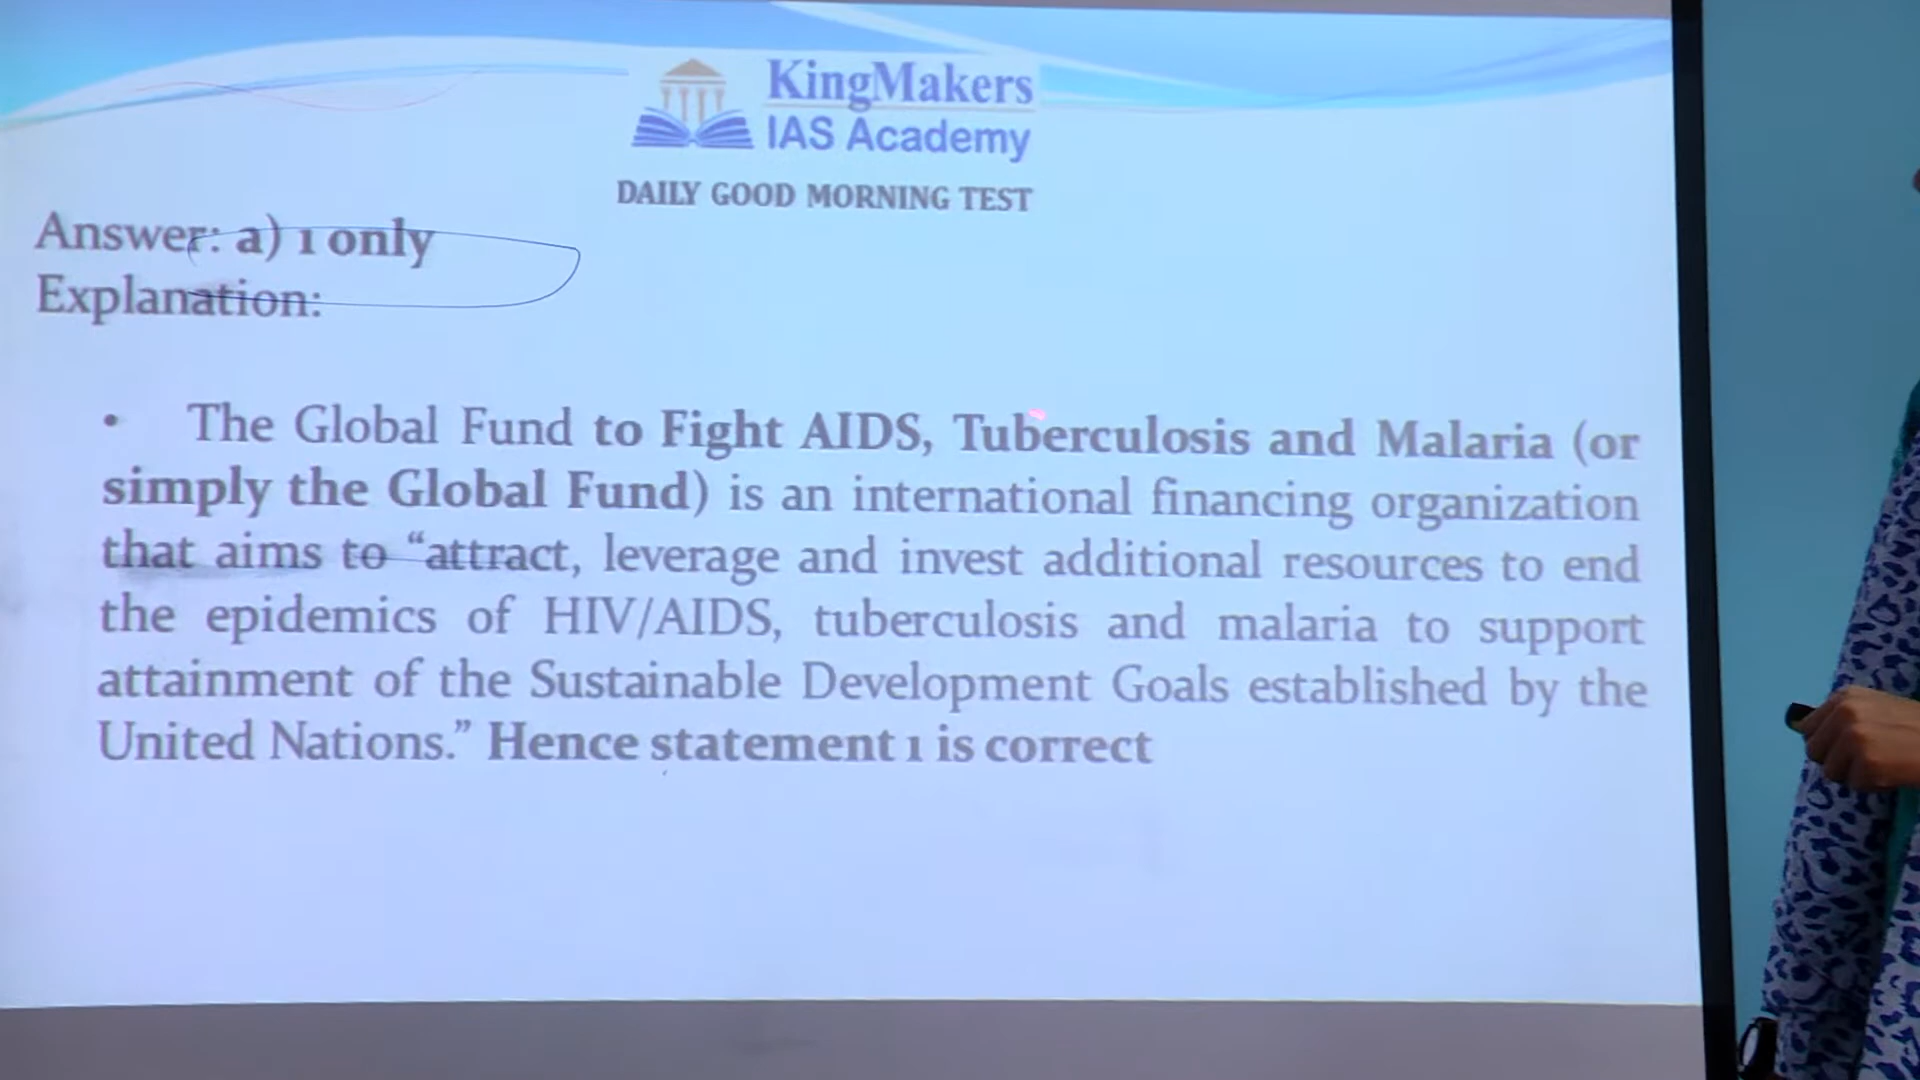 KingMakers
IAS Academy
DAILY GOOD MORNING TEST
Answer: a) 1 only
Explanation:
• The Global Fund to Fight AIDS, Tuberculosis and Malaria (or
simply the Global Fund) is an international financing organization
that aims to “attract, leverage and invest additional resources to end
the epidemics of HIV/AIDS, tuberculosis and malaria to support
attainment of the Sustainable Development Goals established by the
United Nations.” Hence statement 1 is correct